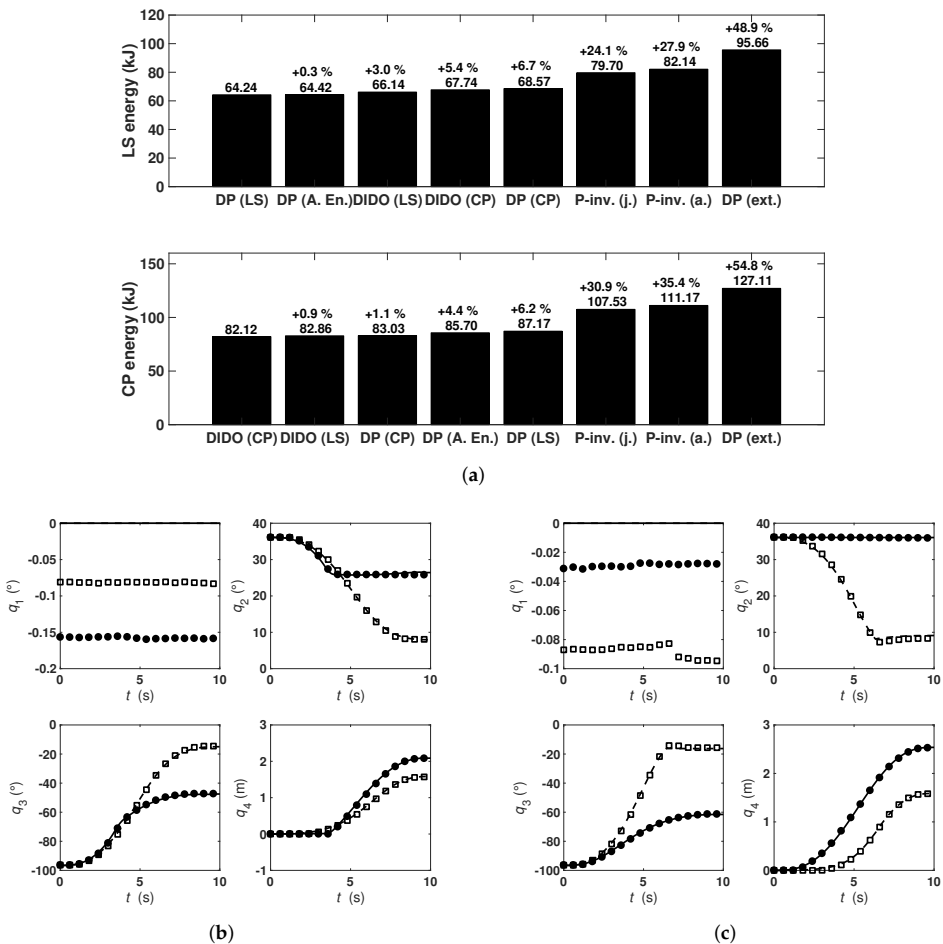 120
100
80
60
40
20
0
LS energy (kJ)
64.24
+0.3 %
64.42
+3.0 %
66.14
+5.4 %
67.74
+6.7 %
68.57
+24.1 %
79.70
+27.9 %
82.14
+48.9 %
95.66
DP (LS) DP (A. En.) DIDO (LS) DIDO (CP) DP (CP) P-inv. (j.) P-inv. (a.) DP (ext.)
150
100
50
0
CP energy (kJ)
82.12
+0.9 %
82.86
+1.1 %
83.03
+4.4 %
85.70
+6.2 %
87.17
+30.9 %
107.53
+35.4 %
111.17
+54.8 %
127.11
DIDO (CP) DIDO (LS) DP (CP) DP (A. En.) DP (LS) P-inv. (j.) P-inv. (a.) DP (ext.)
(a)
0
-0.05
-0.1
-0.15
-0.2
q1 (°)
0 5 10
t (s)
40
30
20
10
0
q2 (°)
0 5 10
t (s)
0
-0.02
-0.04
-0.06
-0.08
-0.1
q1 (°)
0 5 10
t (s)
40
30
20
10
0
q2 (°)
0 5 10
t (s)
0
-20
-40
-60
-80
-100
q3 (°)
0 5 10
t (s)
3
2
1
0
-1
q4 (m)
0 5 10
t (s)
0
-20
-40
-60
-80
-100
q3 (°)
0 5 10
t (s)
3
2
1
0
q4 (m)
0 5 10
t (s)
(b)
(c)